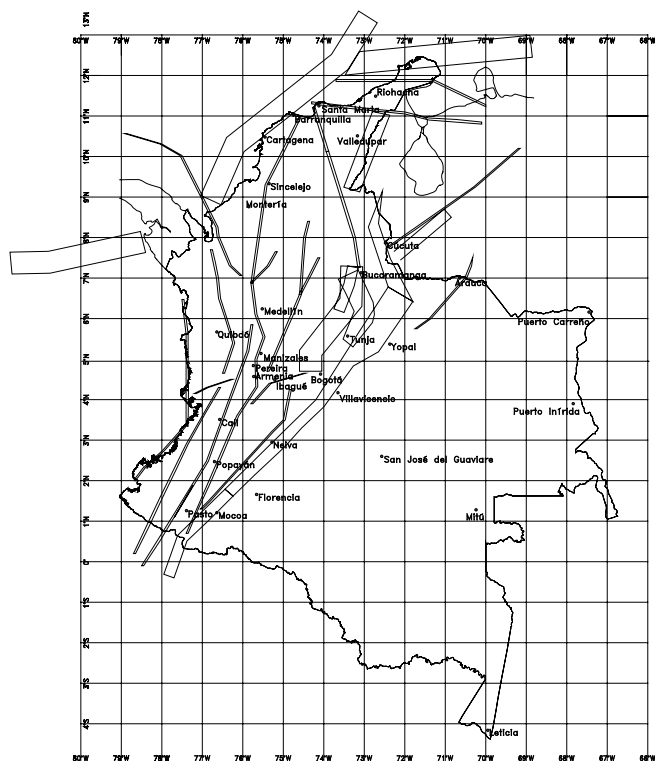 80°W 79°W 78°W 77°W 76°W 75°W 74°W 73°W 72°W 71°W 70°W 69°W 68°W 67°W 66°W
13°N
12°N
Riohacha
Santa Marta
11°N
Barranquilla
Cartagena
Valledupar
10°N
Sincelejo
9°N
Montería
8°N
Cúcuta
7°N
Bucaramanga
Arauca
Medellín
6°N
Puerto Carreño
Quibdó
Tunja
Yopal
Manizales
5°N
Pereira
Armenia
Bogotá
Ibagué
4°N
Villavicencio
Puerto Inírida
Cali
3°N
Neiva
Popayán
San José del Guaviare
2°N
Florencia
1°N
Pasto
Mocoa
Mitú
0°
1°S
2°S
3°S
4°S
Leticia
80°W 79°W 78°W 77°W 76°W 75°W 74°W 73°W 72°W 71°W 70°W 69°W 68°W 67°W 66°W